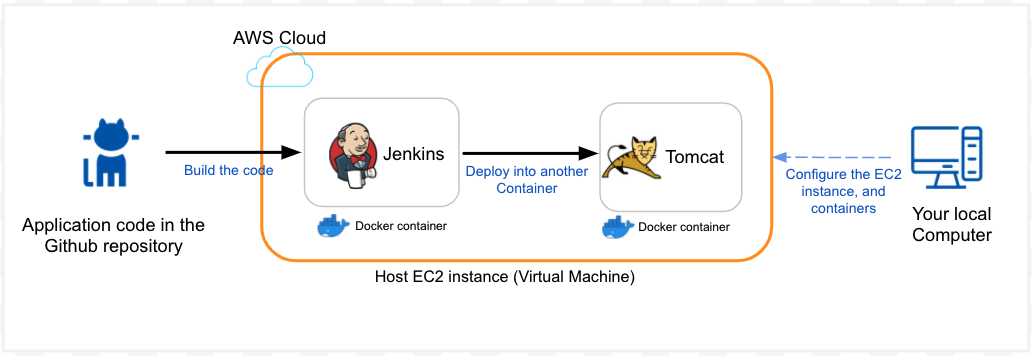 AWS Cloud
Jenkins
Tomcat
Build the code
Deploy into another
Container
Configure the EC2
instance, and
containers
Application code in the
Github repository
Docker container
Docker container
Your local
Computer
Host EC2 instance (Virtual Machine)